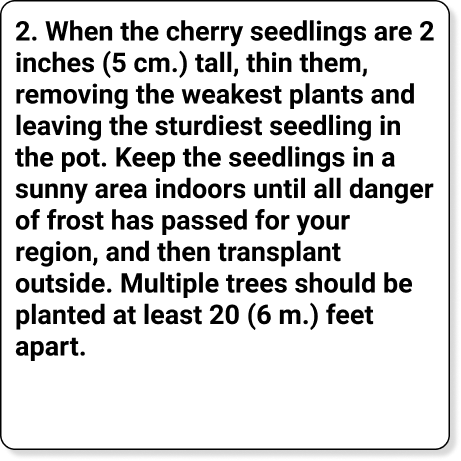 2. When the cherry seedlings are 2
inches (5 cm.) tall, thin them,
removing the weakest plants and
leaving the sturdiest seedling in
the pot. Keep the seedlings in a
sunny area indoors until all danger
of frost has passed for your
region, and then transplant
outside. Multiple trees should be
planted at least 20 (6 m.) feet
apart.